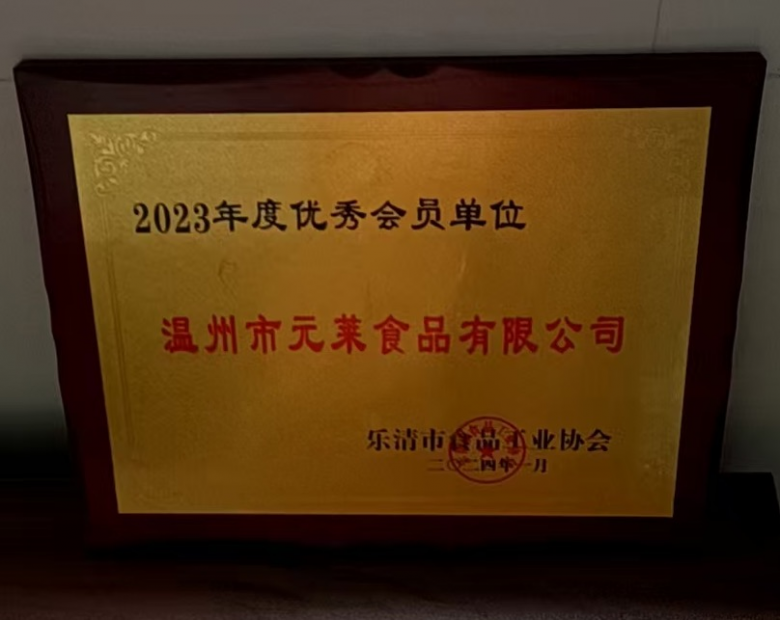 2023年度优秀会员单位
温州市元莱食品有限公司
乐清市食品工业协会
二〇二四年一月